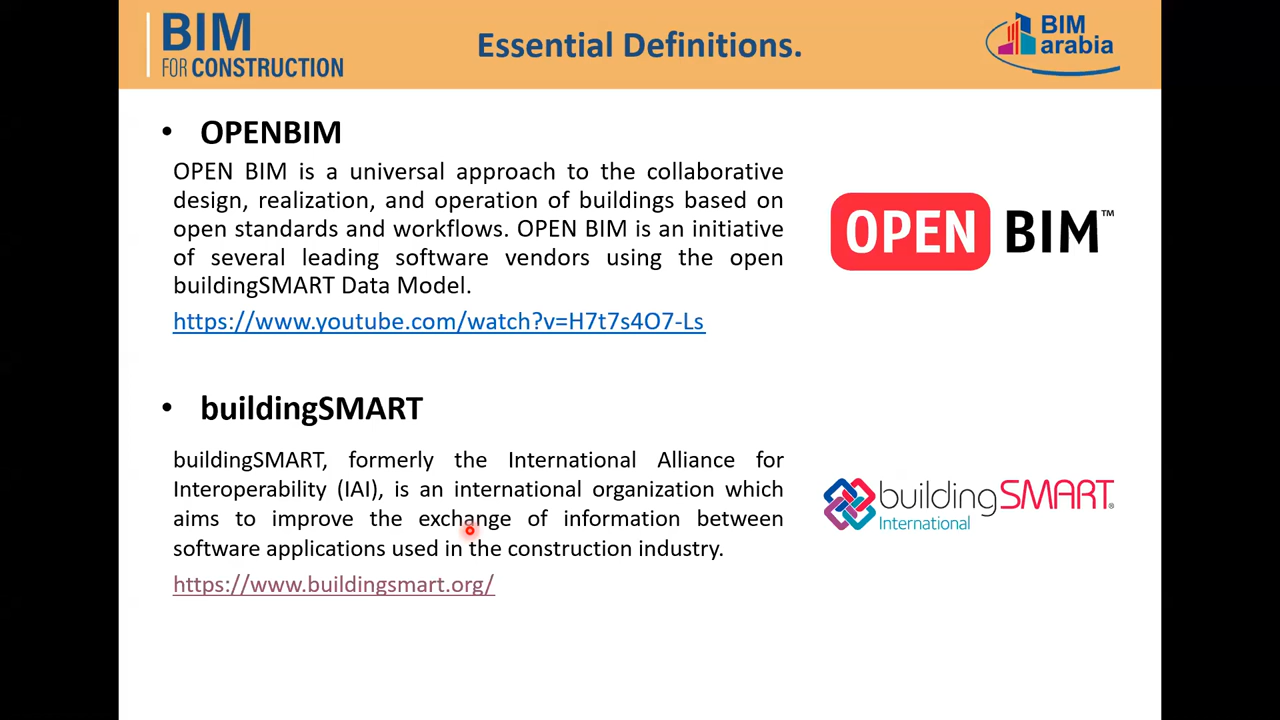 BIM
FOR CONSTRUCTION
Essential Definitions.
BIM
arabia
• OPENBIM
OPEN BIM is a universal approach to the collaborative
design, realization, and operation of buildings based on
open standards and workflows. OPEN BIM is an initiative
of several leading software vendors using the open
buildingSMART Data Model.
https://www.youtube.com/watch?v=H7t7s4O7-Ls
OPEN BIM™
• buildingSMART
buildingSMART, formerly the International Alliance for
Interoperability (IAI), is an international organization which
aims to improve the exchange of information between
software applications used in the construction industry.
https://www.buildingsmart.org/
buildingSMART®
International